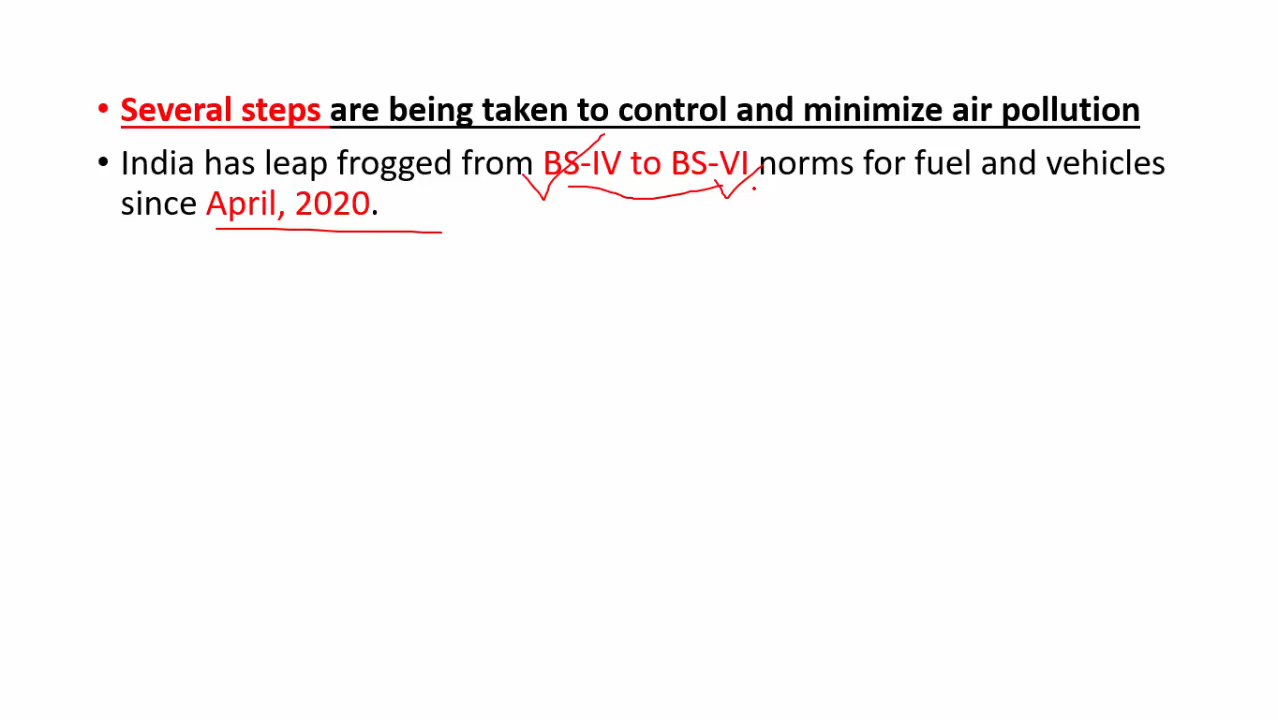 • Several steps are being taken to control and minimize air pollution
• India has leap frogged from BS-IV to BS-VI norms for fuel and vehicles
since April, 2020.